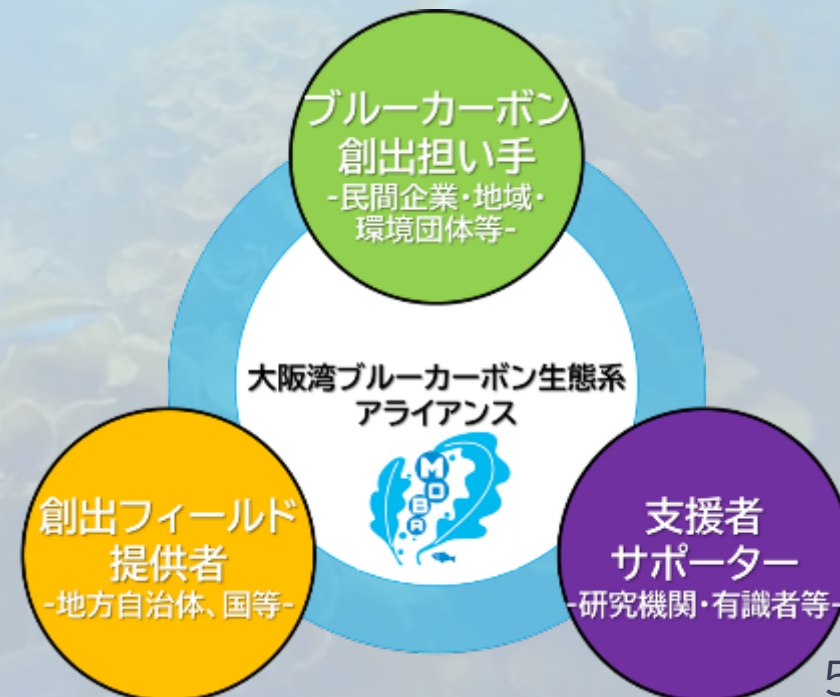 ブルーカーボン
創出担い手
-民間企業・地域・
環境団体等-
大阪湾ブルーカーボン生態系
アライアンス
MOBA
創出フィールド
提供者
-地方自治体、国等-
支援者
サポーター
-研究機関・有識者等-